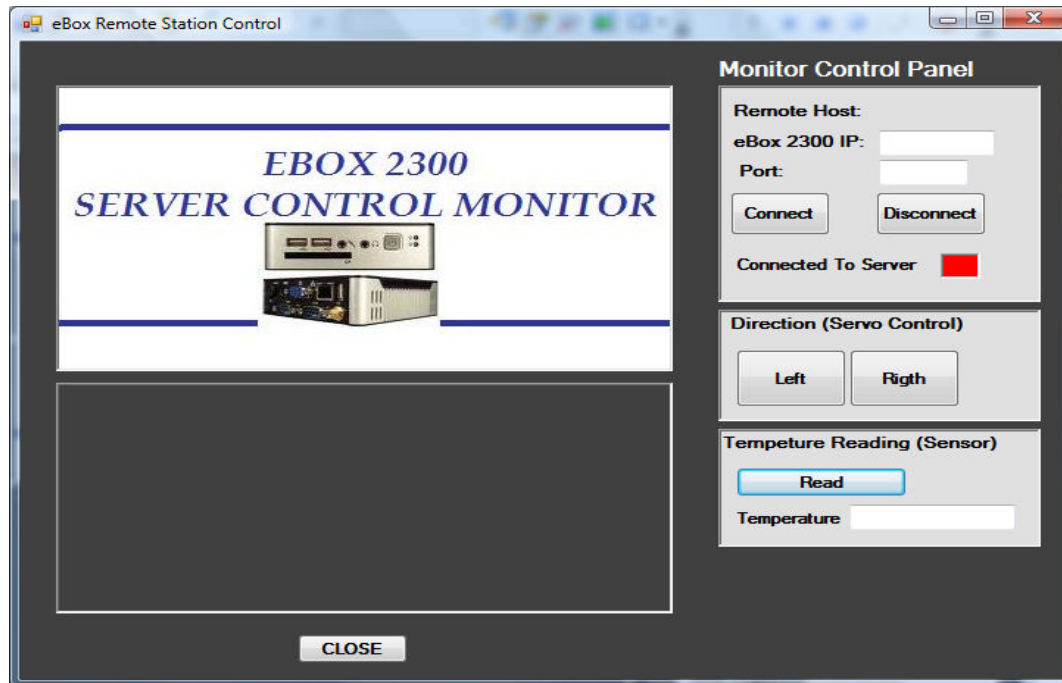 eBox Remote Station Control
EBOX 2300
SERVER CONTROL MONITOR
Monitor Control Panel
Remote Host:
eBox 2300 IP:
Port:
Connect Disconnect
Connected To Server
Direction (Servo Control)
Left Rigth
Tempeture Reading (Sensor)
Read
Temperature
CLOSE